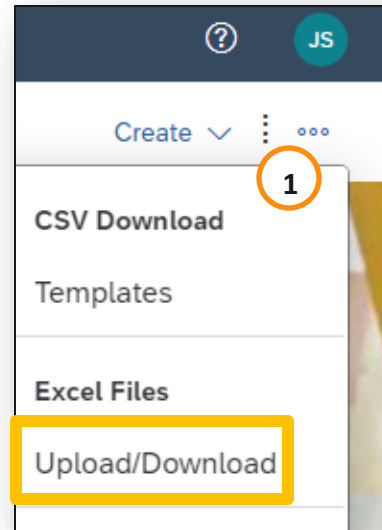 JS
Create
1
CSV Download
Templates
Excel Files
Upload/Download